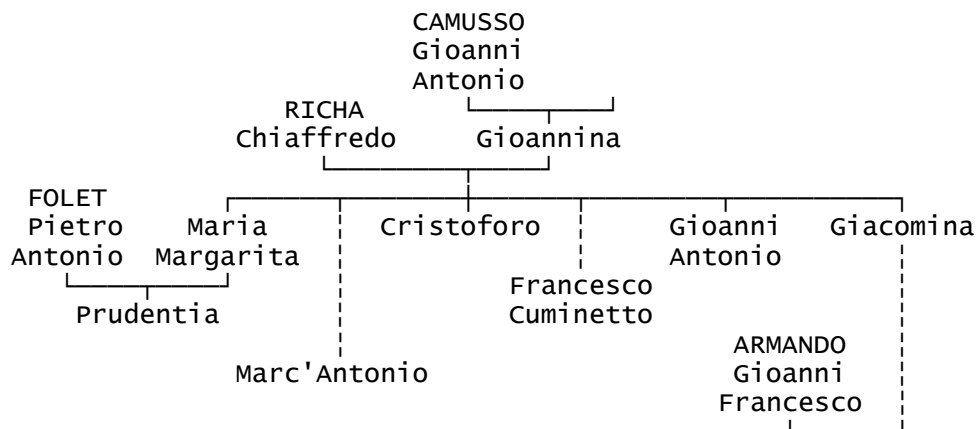 CAMUSSO
Gioanni
Antonio
RICHA
Chiaffredo Gioannina
FOLET
Pietro Maria Cristoforo Gioanni Giacomina
Antonio Margarita Antonio
Francesco
Prudentia Cuminetto
ARMANDO
Marc'Antonio Gioanni
Francesco